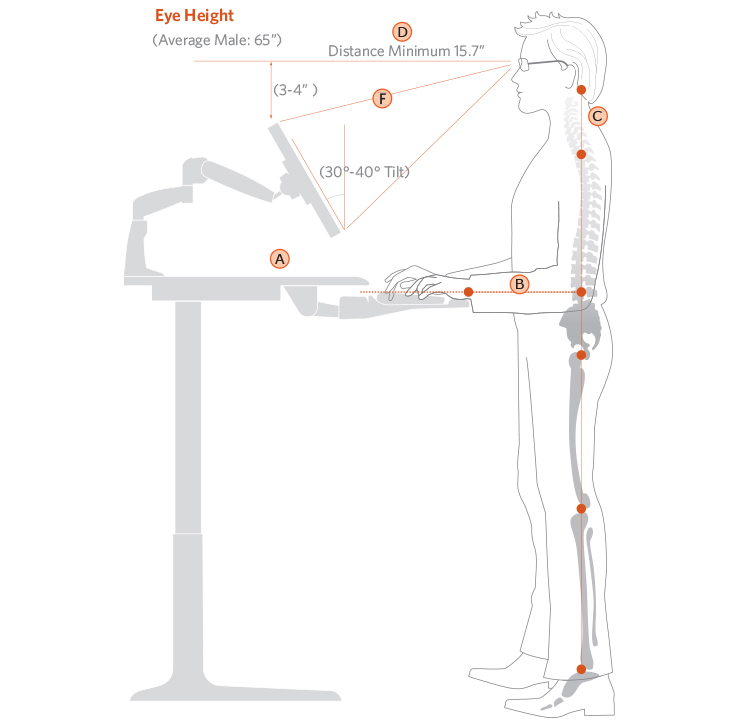 Eye Height
(Average Male: 65”)
D
Distance Minimum 15.7”
(3-4” )
F
C
(30°-40° Tilt)
A
B